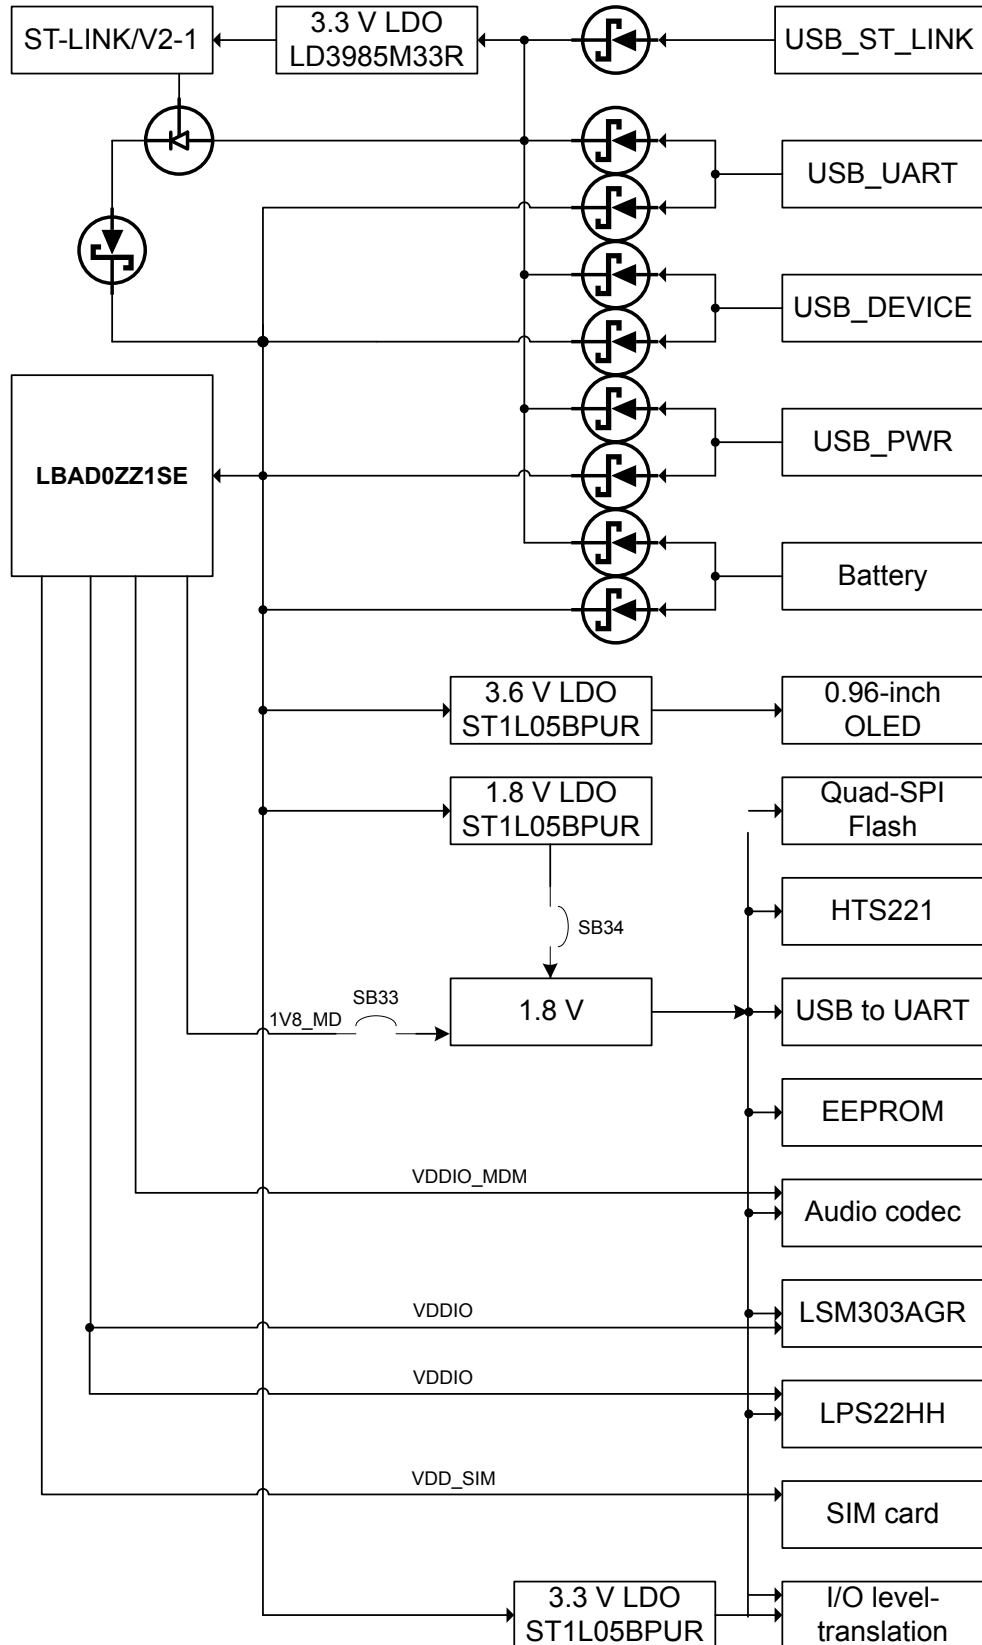 ST-LINK/V2-1
3.3 V LDO
LD3985M33R
USB_ST_LINK
USB_UART
USB_DEVICE
LBAD0ZZ1SE
USB_PWR
Battery
3.6 V LDO
ST1L05BPUR
0.96-inch
OLED
1.8 V LDO
ST1L05BPUR
Quad-SPI
Flash
HTS221
SB34
SB33
1V8_MD
1.8 V
USB to UART
EEPROM
VDDIO_MDM
Audio codec
VDDIO
LSM303AGR
VDDIO
LPS22HH
VDD_SIM
SIM card
3.3 V LDO
ST1L05BPUR
I/O level-
translation